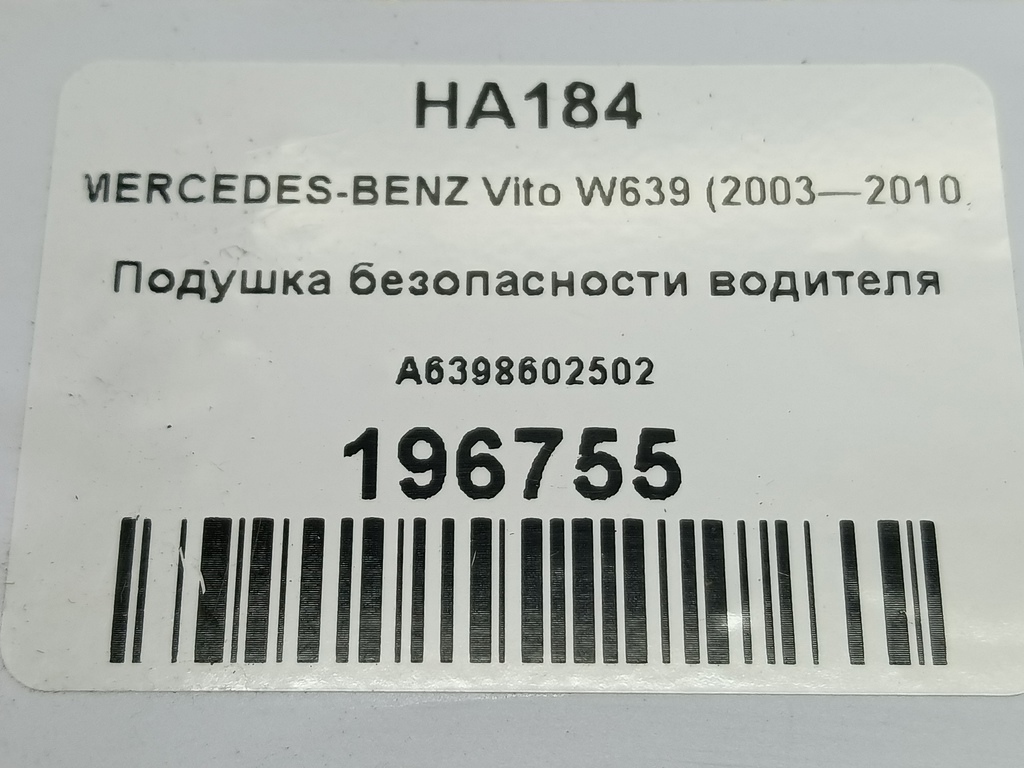 HA184
MERCEDES-BENZ Vito W639 (2003—2010
Подушка безопасности водителя
A6398602502
196755